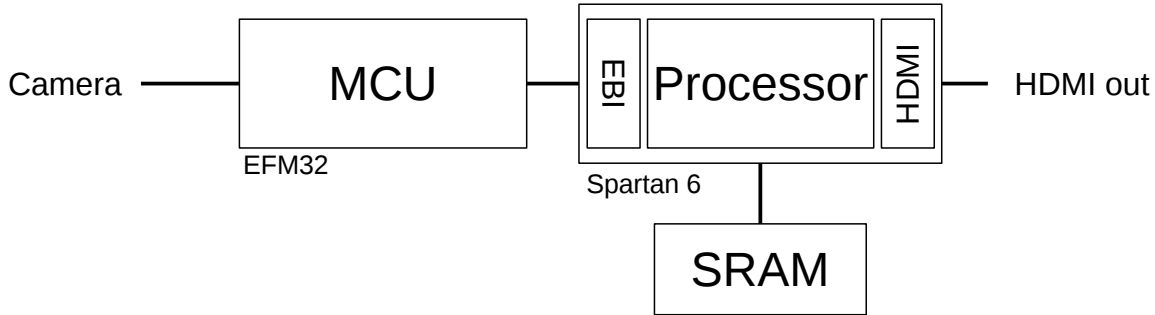 Camera
MCU
EFM32
EBI
Processor
HDMI
Spartan 6
HDMI out
SRAM